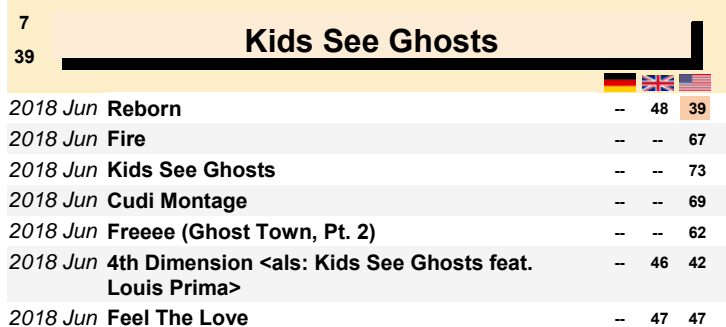 7
39
Kids See Ghosts
2018 Jun Reborn -- 48 39
2018 Jun Fire -- -- 67
2018 Jun Kids See Ghosts -- -- 73
2018 Jun Cudi Montage -- -- 69
2018 Jun Freeee (Ghost Town, Pt. 2) -- -- 62
2018 Jun 4th Dimension <als: Kids See Ghosts feat. -- 46 42
Louis Prima>
2018 Jun Feel The Love -- 47 47